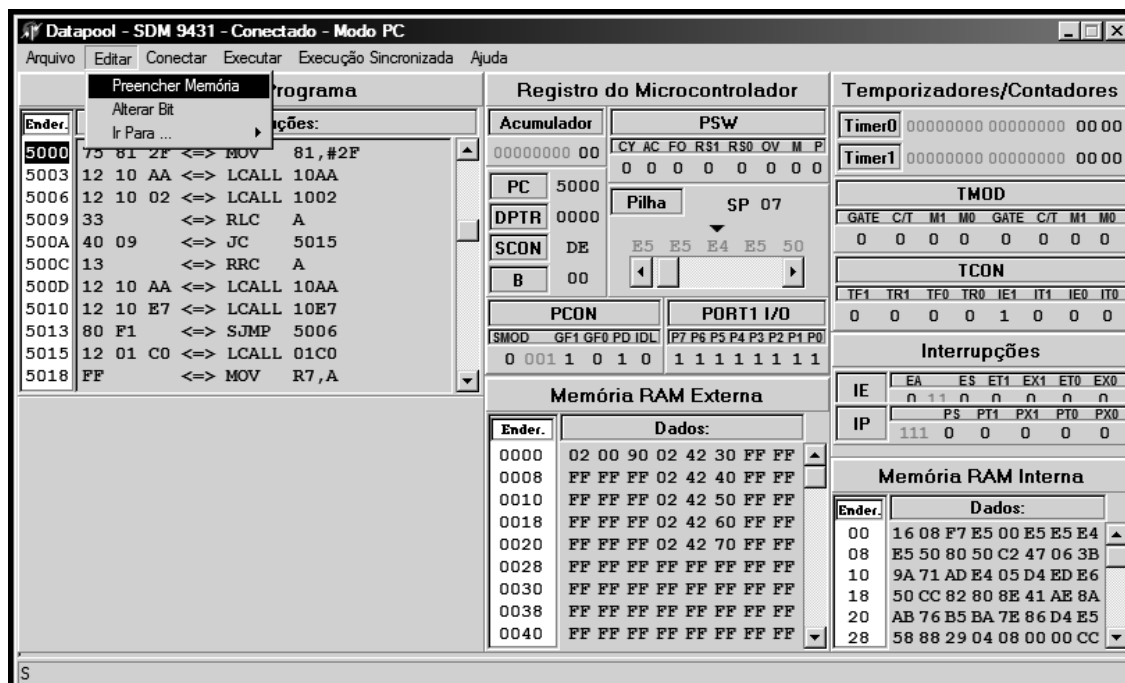 Datapool - SDM 9431 - Conectado - Modo PC
Arquivo Editar Conectar Executar Execução Sincronizada Ajuda
Preencher Memória
Alterar Bit
Ir Para ...
Programa
Ender. ções:
5000 75 81 2F <=> MOV 81,#2F
5003 12 10 AA <=> LCALL 10AA
5006 12 10 02 <=> LCALL 1002
5009 33 <=> RLC A
500A 40 09 <=> JC 5015
500C 13 <=> RRC A
500D 12 10 AA <=> LCALL 10AA
5010 12 10 E7 <=> LCALL 10E7
5013 80 F1 <=> SJMP 5006
5015 12 01 C0 <=> LCALL 01C0
5018 FF <=> MOV R7,A
Registro do Microcontrolador
Acumulador
00000000 00
PSW
CY AC FO RS1 RS0 OV M P
0 0 0 0 0 0 0 0
PC 5000
DPTR 0000
SCON DE
B 00
Pilha SP 07
E5 E5 E4 E5 50
PCON
SMOD GF1 GF0 PD IDL
0 001 1 0 1 0
PORT1 I/O
P7 P6 P5 P4 P3 P2 P1 P0
1 1 1 1 1 1 1 1
Memória RAM Externa
Ender. Dados:
0000 02 00 90 02 42 30 FF FF
0008 FF FF FF 02 42 40 FF FF
0010 FF FF FF 02 42 50 FF FF
0018 FF FF FF 02 42 60 FF FF
0020 FF FF FF 02 42 70 FF FF
0028 FF FF FF FF FF FF FF FF
0030 FF FF FF FF FF FF FF FF
0038 FF FF FF FF FF FF FF FF
0040 FF FF FF FF FF FF FF FF
Temporizadores/Contadores
Timer0 00000000 00000000 00 00
Timer1 00000000 00000000 00 00
TMOD
GATE C/T M1 M0 GATE C/T M1 M0
0 0 0 0 0 0 0 0
TCON
TF1 TR1 TF0 TR0 IE1 IT1 IE0 IT0
0 0 0 0 1 0 0 0
Interrupções
IE
EA ES ET1 EX1 ET0 EX0
0 11 0 0 0 0 0
IP
PS PT1 PX1 PT0 PX0
111 0 0 0 0 0
Memória RAM Interna
Ender. Dados:
00 16 08 F7 E5 00 E5 E5 E4
08 E5 50 80 50 C2 47 06 3B
10 9A 71 AD E4 05 D4 ED E6
18 50 CC 82 80 8E 41 AE 8A
20 AB 76 B5 BA 7E 86 D4 E5
28 58 88 29 04 08 00 00 CC
S